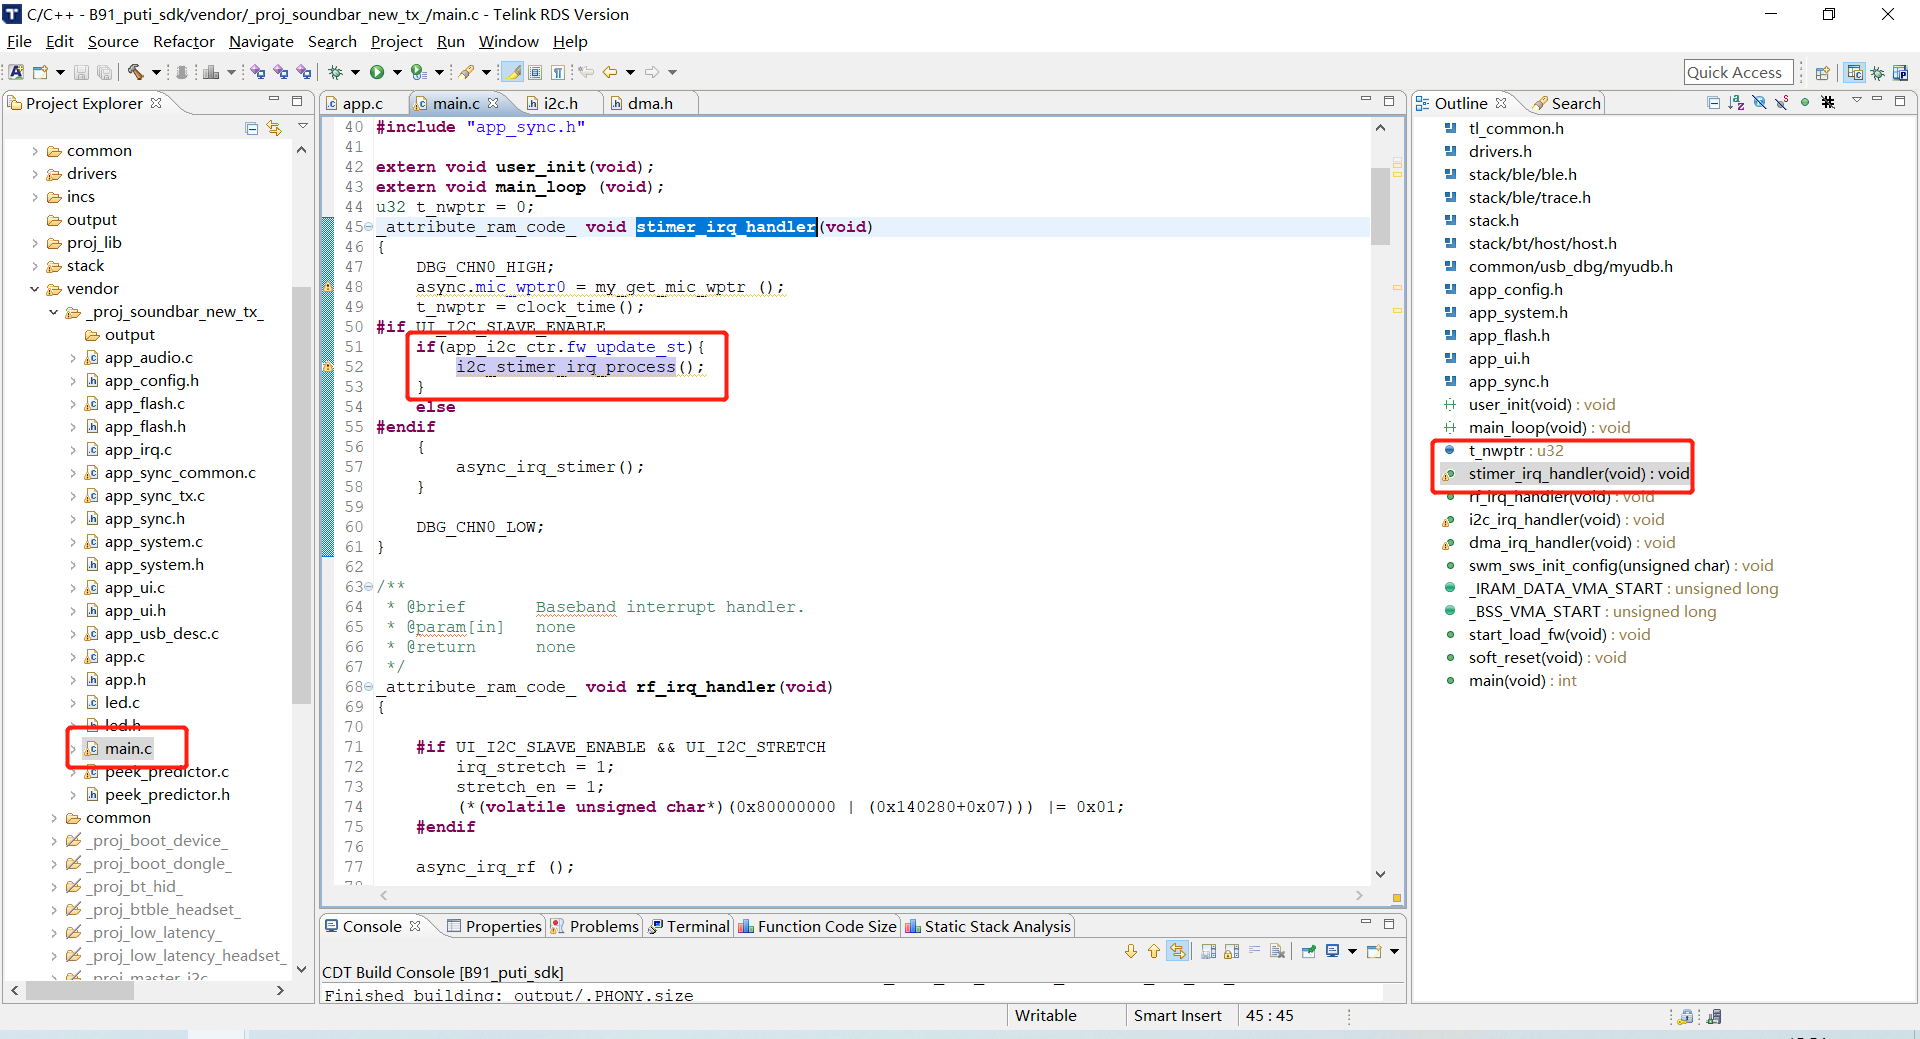 C/C++ - B91_puti_sdk/vendor/_proj_soundbar_new_tx_/main.c - Telink RDS Version
File Edit Source Refactor Navigate Search Project Run Window Help
Quick Access
Project Explorer
common
drivers
incs
output
proj_lib
stack
vendor
_proj_soundbar_new_tx_
output
app_audio.c
app_config.h
app_flash.c
app_flash.h
app_irq.c
app_sync_common.c
app_sync_tx.c
app_sync.h
app_system.c
app_system.h
app_ui.c
app_ui.h
app_usb_desc.c
app.c
app.h
led.c
led.h
main.c
peek_predictor.c
peek_predictor.h
common
_proj_boot_device_
_proj_boot_dongle_
_proj_bt_hid_
_proj_btble_headset_
_proj_low_latency_
_proj_low_latency_headset_
_proj_master_i2c
app.c main.c i2c.h dma.h
40 #include "app_sync.h"
41
42 extern void user_init(void);
43 extern void main_loop (void);
44 u32 t_nwptr = 0;
45 _attribute_ram_code_ void stimer_irq_handler(void)
46 {
47 DBG_CHN0_HIGH;
48 async.mic_wptr0 = my_get_mic_wptr ();
49 t_nwptr = clock_time();
50 #if UI_I2C_SLAVE_ENABLE
51 if(app_i2c_ctr.fw_update_st){
52 i2c_stimer_irq_process();
53 }
54 else
55 #endif
56 {
57 async_irq_stimer();
58 }
59
60 DBG_CHN0_LOW;
61 }
62
63 /**
64 * @brief Baseband interrupt handler.
65 * @param[in] none
66 * @return none
67 */
68 _attribute_ram_code_ void rf_irq_handler(void)
69 {
70
71 #if UI_I2C_SLAVE_ENABLE && UI_I2C_STRETCH
72 irq_stretch = 1;
73 stretch_en = 1;
74 (*(volatile unsigned char*)(0x80000000 | (0x140280+0x07))) |= 0x01;
75 #endif
76
77 async_irq_rf ();
78
Outline Search
tl_common.h
drivers.h
stack/ble/ble.h
stack/ble/trace.h
stack.h
stack/bt/host/host.h
common/usb_dbg/myudb.h
app_config.h
app_system.h
app_flash.h
app_ui.h
app_sync.h
user_init(void) : void
main_loop(void) : void
t_nwptr : u32
stimer_irq_handler(void) : void
rf_irq_handler(void) : void
i2c_irq_handler(void) : void
dma_irq_handler(void) : void
swm_sws_init_config(unsigned char) : void
_IRAM_DATA_VMA_START : unsigned long
_BSS_VMA_START : unsigned long
start_load_fw(void) : void
soft_reset(void) : void
main(void) : int
Console Properties Problems Terminal Function Code Size Static Stack Analysis
CDT Build Console [B91_puti_sdk]
Finished building: output/.PHONY.size
Writable Smart Insert 45 : 45